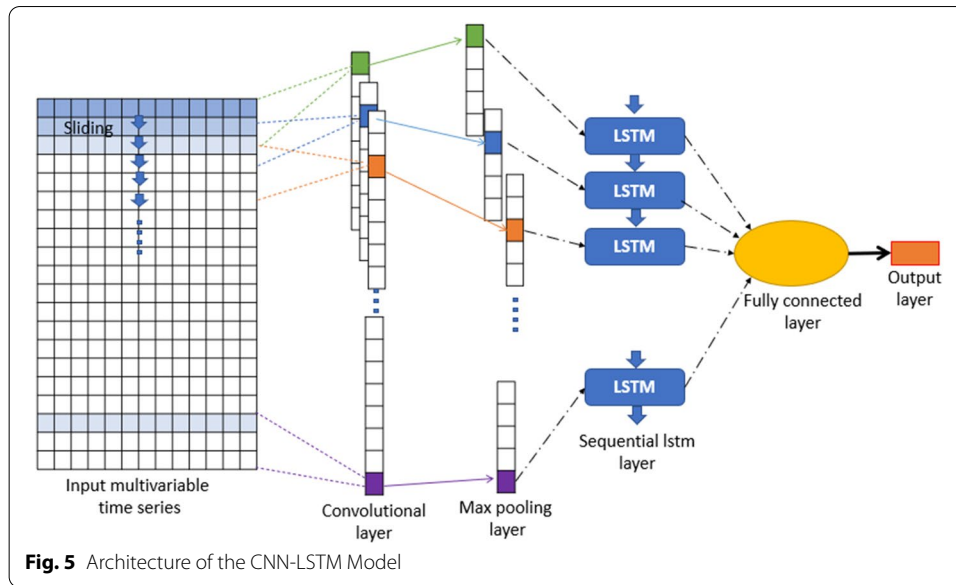 Sliding
Input multivariable
time series
Convolutional
layer
Max pooling
layer
LSTM
LSTM
LSTM
LSTM
Sequential lstm
layer
Fully connected
layer
Output
layer
Fig. 5 Architecture of the CNN-LSTM Model